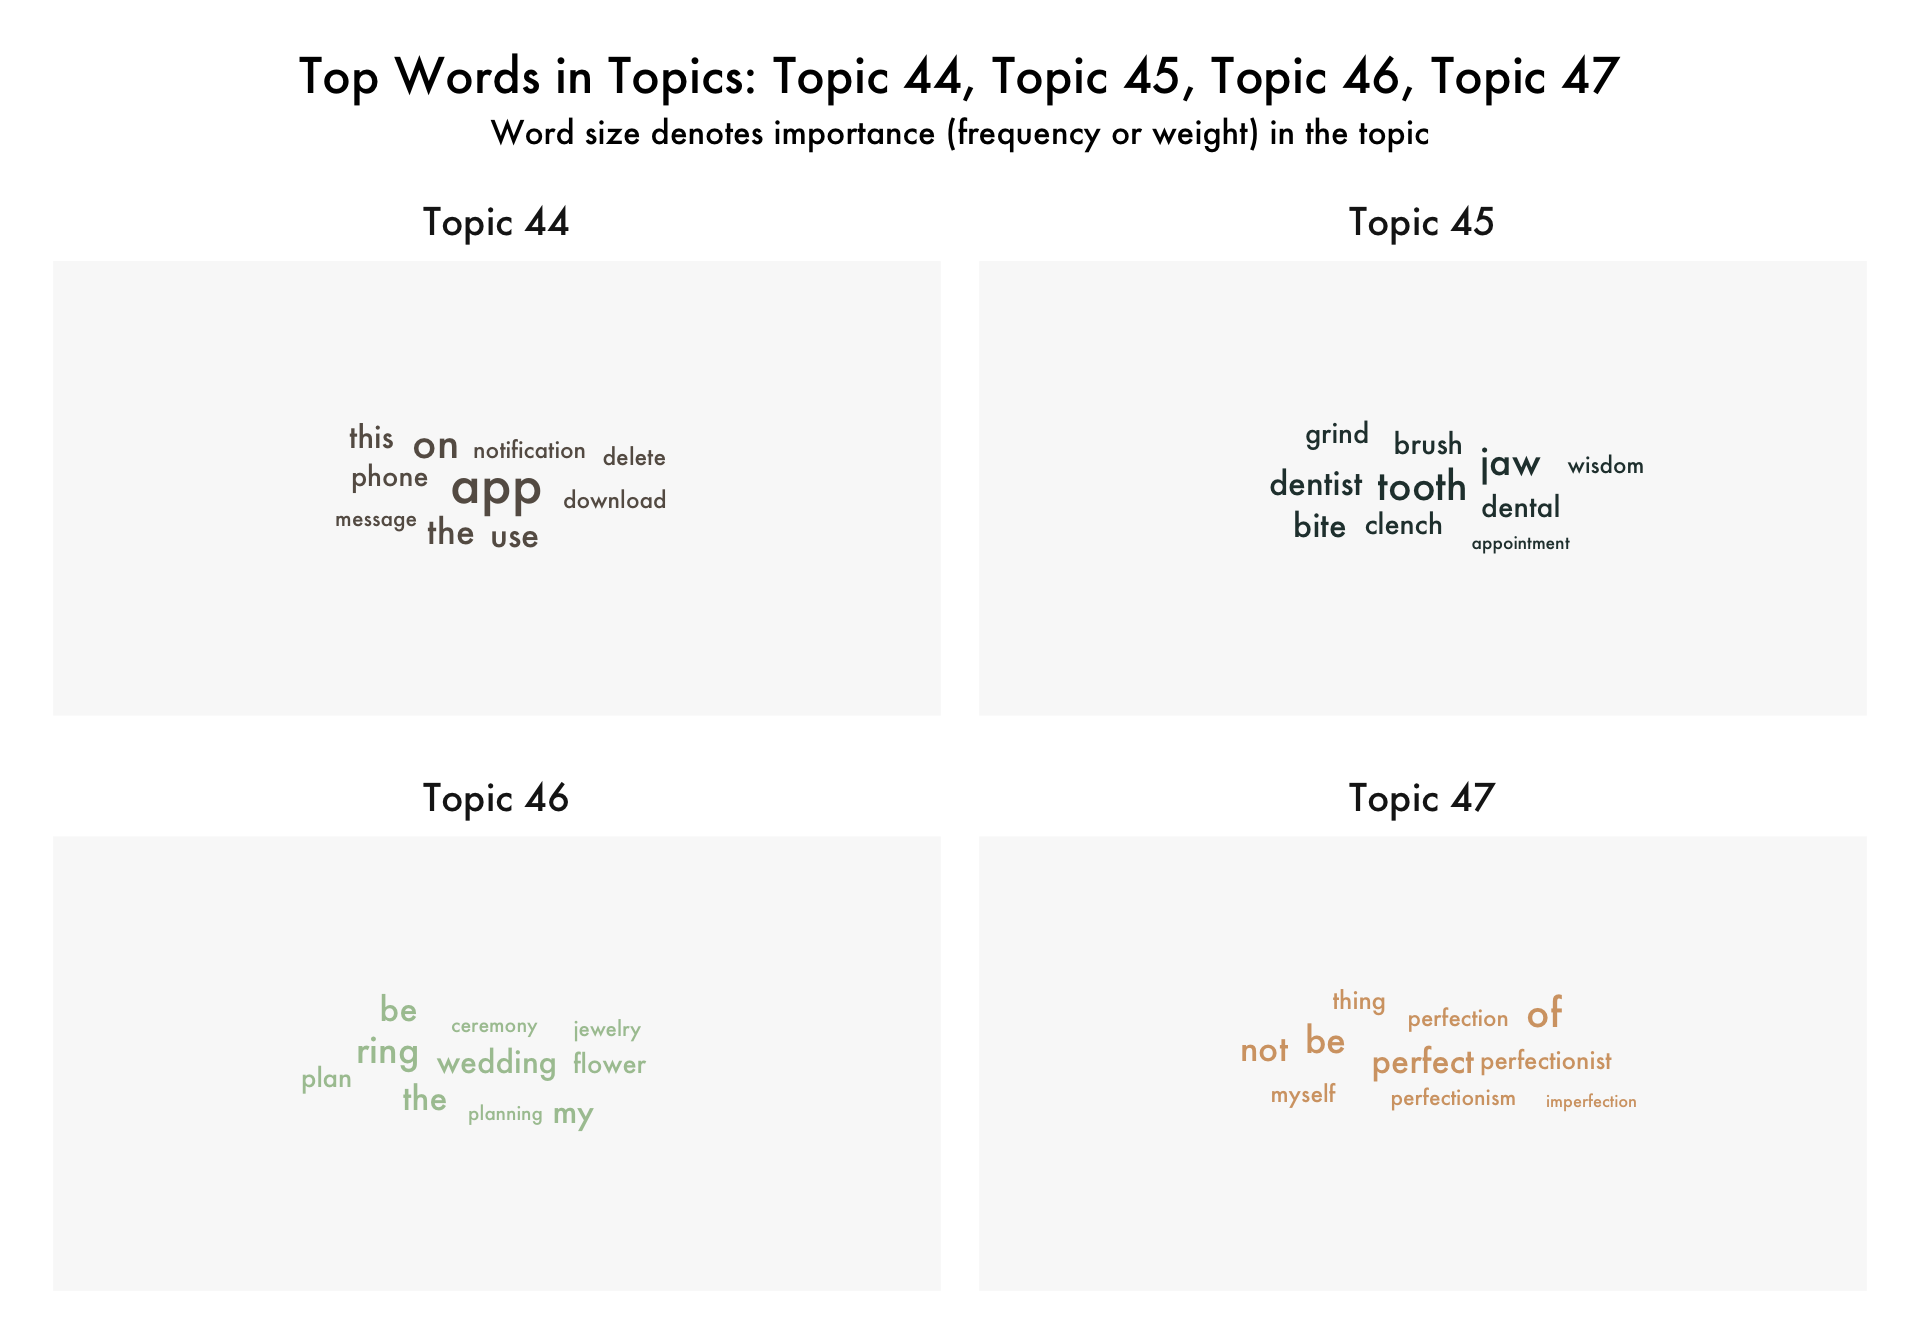 Top Words in Topics: Topic 44, Topic 45, Topic 46, Topic 47
Word size denotes importance (frequency or weight) in the topic
Topic 44
this on notification delete
phone app download
message the use
Topic 45
grind brush jaw wisdom
dentist tooth dental
bite clench appointment
Topic 46
be ceremony jewelry
ring wedding flower
plan the planning my
Topic 47
thing perfection of
not be perfect perfectionist
myself perfectionism imperfection